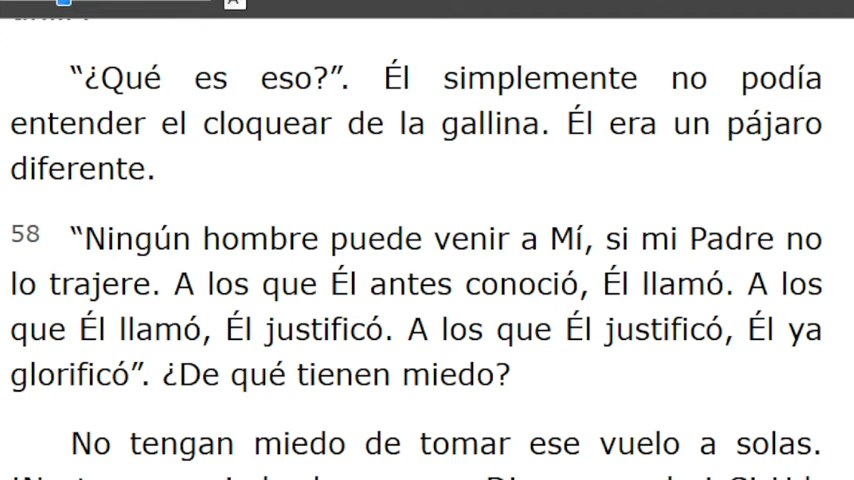 “¿Qué es eso?”. Él simplemente no podía
entender el cloquear de la gallina. Él era un pájaro
diferente.
58 “Ningún hombre puede venir a Mí, si mi Padre no
lo trajere. A los que Él antes conoció, Él llamó. A los
que Él llamó, Él justificó. A los que Él justificó, Él ya
glorificó”. ¿De qué tienen miedo?
No tengan miedo de tomar ese vuelo a solas.